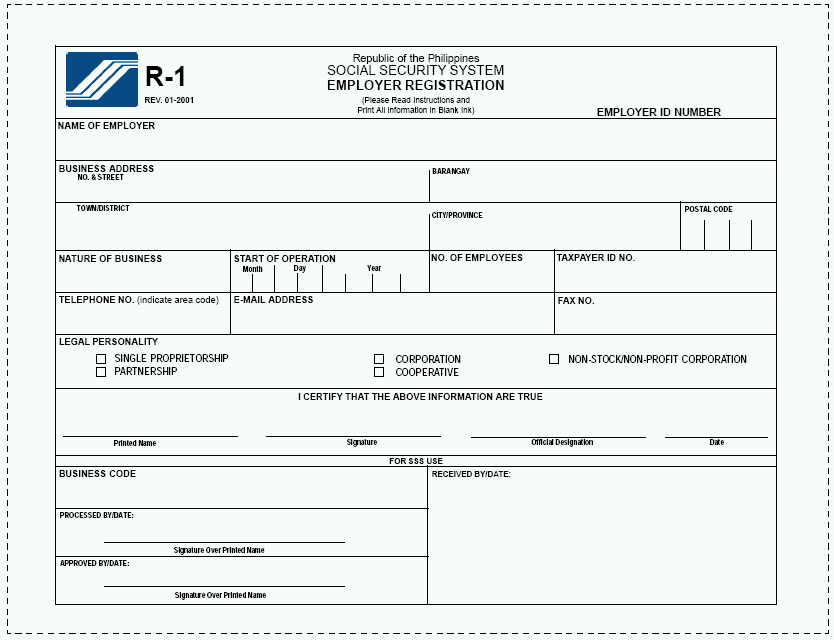 R-1
REV. 01-2001
Republic of the Philippines
SOCIAL SECURITY SYSTEM
EMPLOYER REGISTRATION
(Please Read Instructions and
Print All Information in Blank Ink)
EMPLOYER ID NUMBER
NAME OF EMPLOYER
BUSINESS ADDRESS
NO. & STREET
BARANGAY
TOWN/DISTRICT
CITY/PROVINCE
POSTAL CODE
NATURE OF BUSINESS
START OF OPERATION
Month Day Year
NO. OF EMPLOYEES
TAXPAYER ID NO.
TELEPHONE NO. (indicate area code)
E-MAIL ADDRESS
FAX NO.
LEGAL PERSONALITY
SINGLE PROPRIETORSHIP
CORPORATION
NON-STOCK/NON-PROFIT CORPORATION
PARTNERSHIP
COOPERATIVE
I CERTIFY THAT THE ABOVE INFORMATION ARE TRUE
Printed Name
Signature
Official Designation
Date
FOR SSS USE
BUSINESS CODE
RECEIVED BY/DATE:
PROCESSED BY/DATE:
Signature Over Printed Name
APPROVED BY/DATE:
Signature Over Printed Name